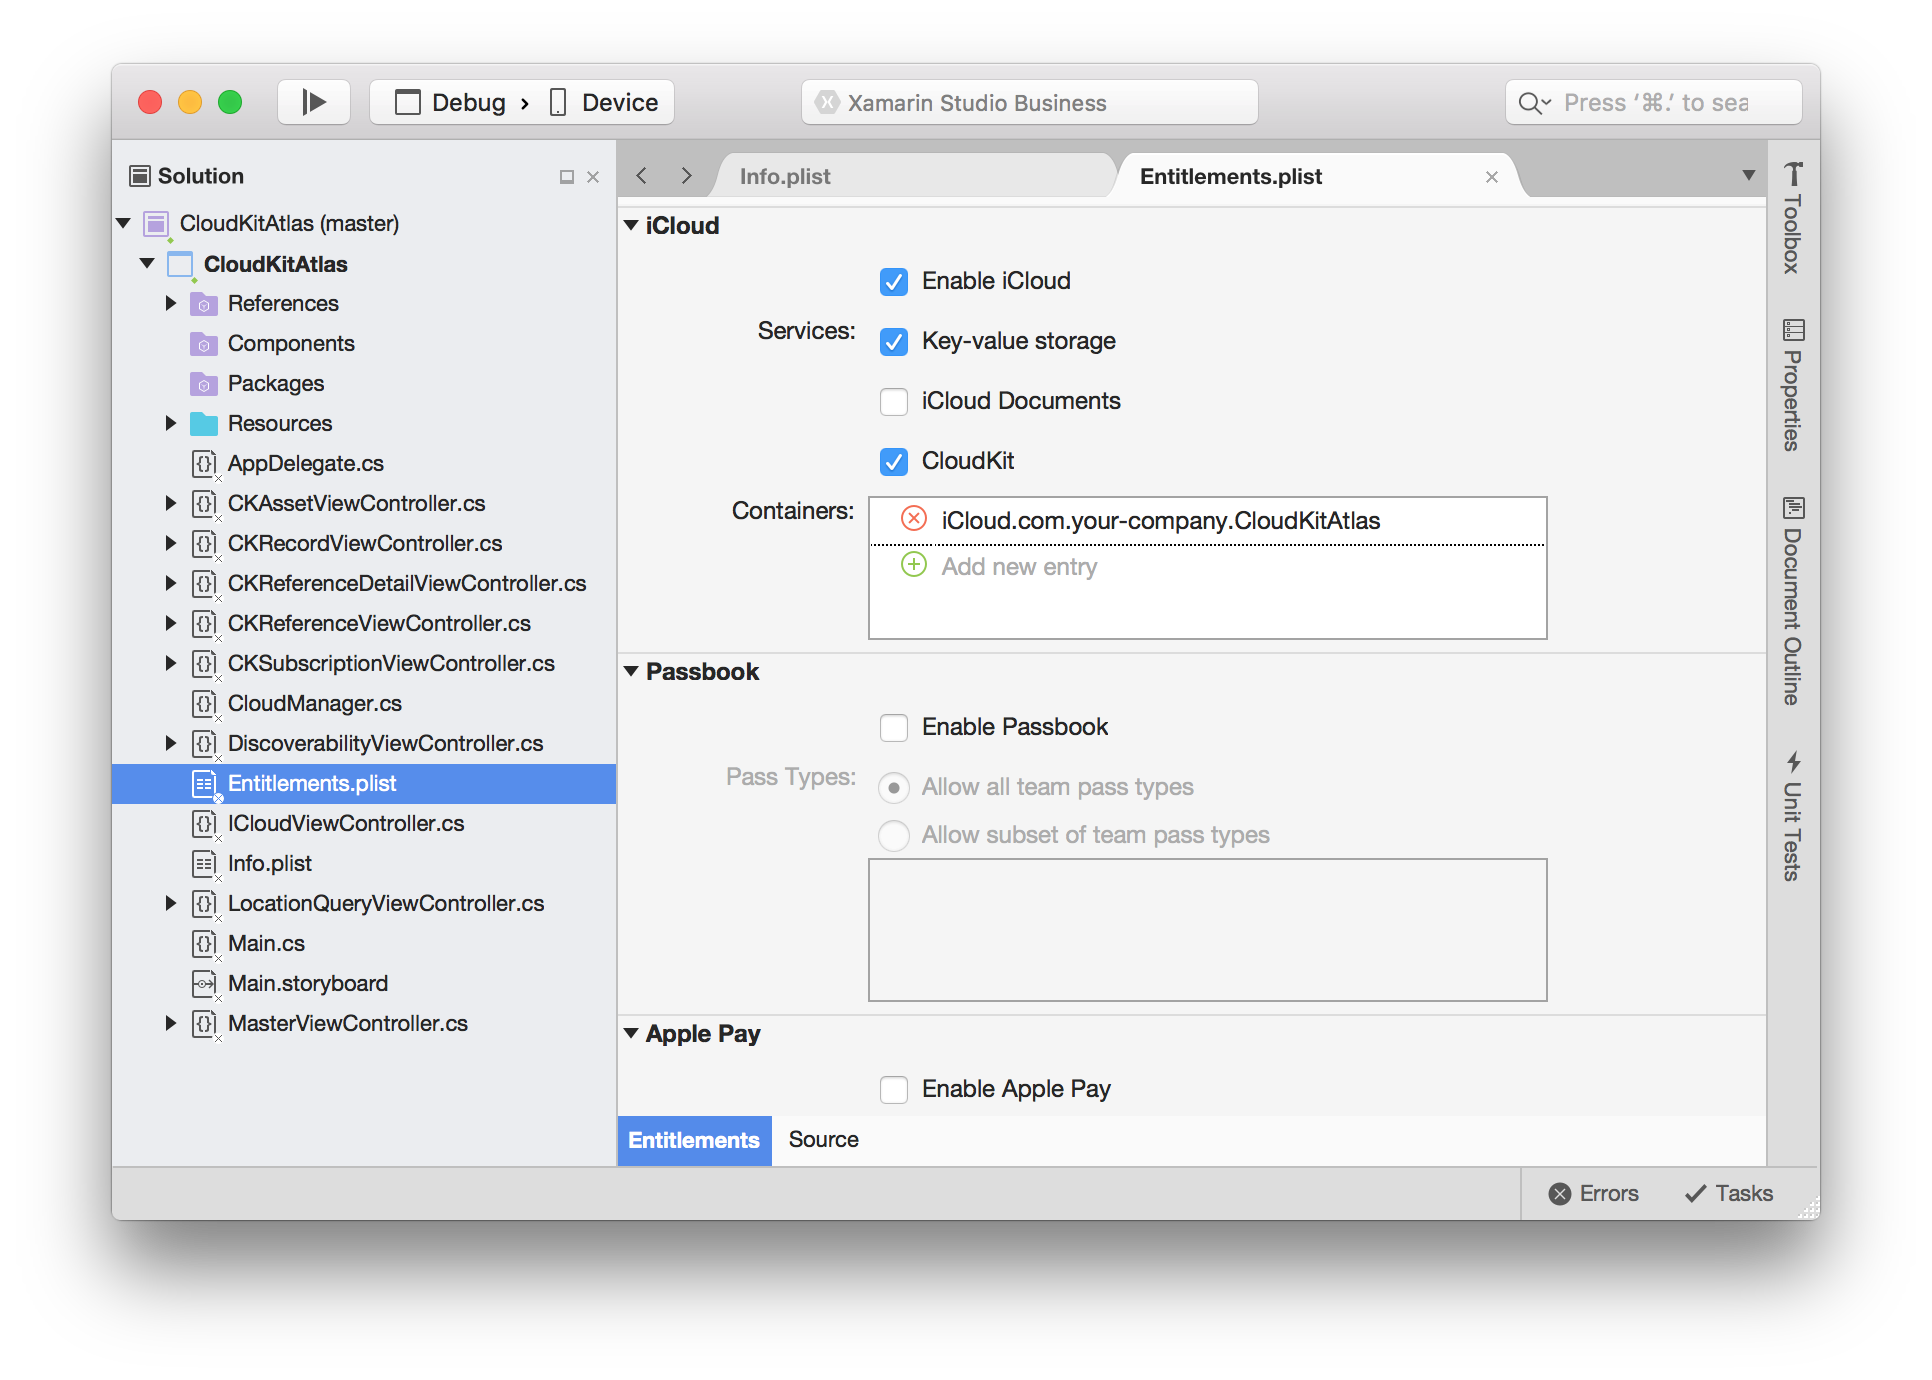 Debug › Device
Xamarin Studio Business
Press ‘⌘.’ to sea
Solution
CloudKitAtlas (master)
CloudKitAtlas
References
Components
Packages
Resources
AppDelegate.cs
CKAssetViewController.cs
CKRecordViewController.cs
CKReferenceDetailViewController.cs
CKReferenceViewController.cs
CKSubscriptionViewController.cs
CloudManager.cs
DiscoverabilityViewController.cs
Entitlements.plist
ICloudViewController.cs
Info.plist
LocationQueryViewController.cs
Main.cs
Main.storyboard
MasterViewController.cs
Info.plist
Entitlements.plist
iCloud
Enable iCloud
Services:
Key-value storage
iCloud Documents
CloudKit
Containers:
iCloud.com.your-company.CloudKitAtlas
Add new entry
Passbook
Enable Passbook
Pass Types:
Allow all team pass types
Allow subset of team pass types
Apple Pay
Enable Apple Pay
Entitlements
Source
Toolbox
Properties
Document Outline
Unit Tests
Errors
Tasks